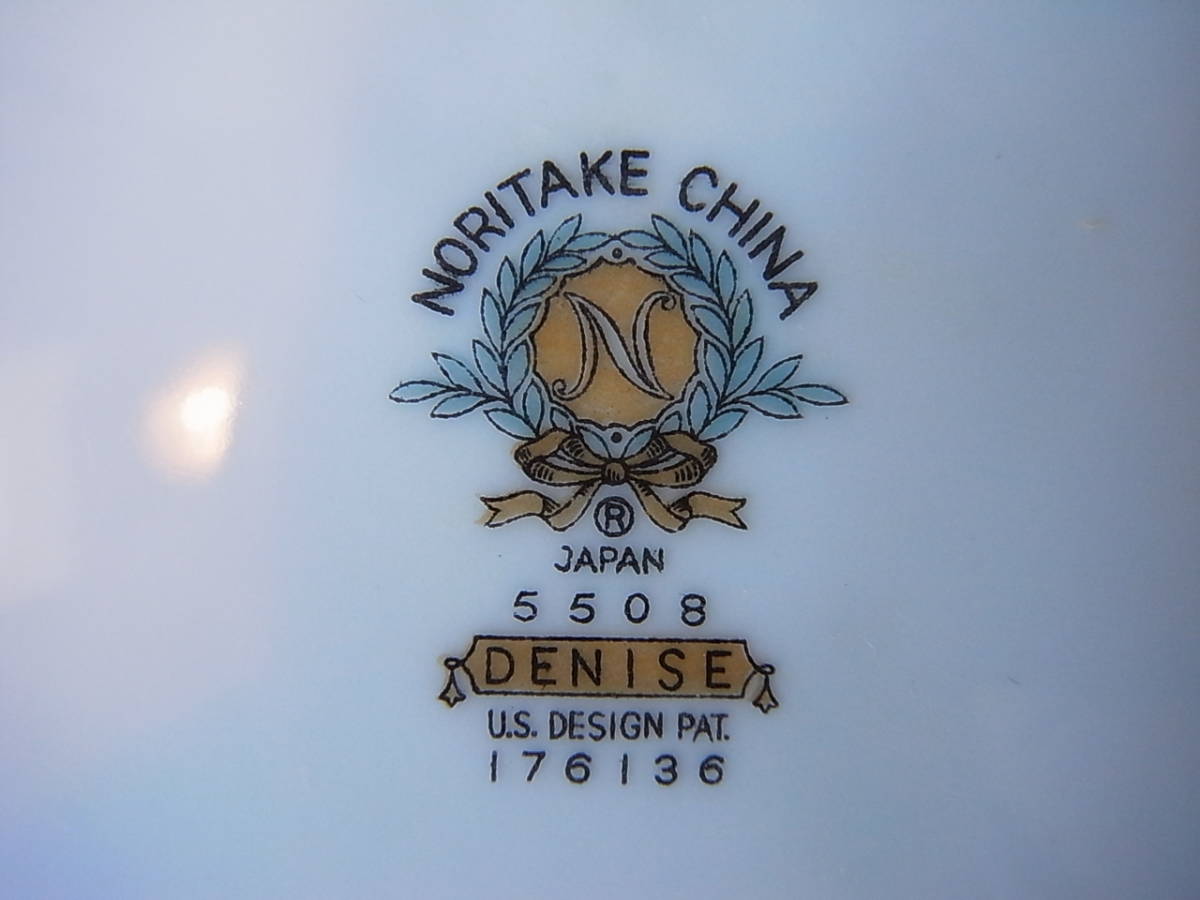 NORITAKE CHINA
N
®
JAPAN
5508
DENISE
U.S. DESIGN PAT.
176136